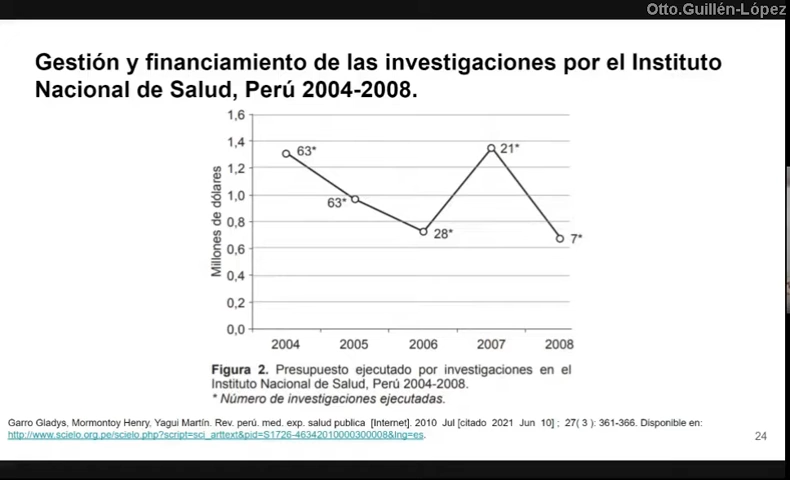 Otto.Guillén-López
Gestión y financiamiento de las investigaciones por el Instituto
Nacional de Salud, Perú 2004-2008.
Millones de dólares
1,6
1,4
1,2
1,0
0,8
0,6
0,4
0,2
0,0
63*
63*
28*
21*
7*
2004 2005 2006 2007 2008
Figura 2. Presupuesto ejecutado por investigaciones en el
Instituto Nacional de Salud, Perú 2004-2008.
* Número de investigaciones ejecutadas.
Garro Gladys, Mormontoy Henry, Yagui Martín. Rev. perú. med. exp. salud publica [Internet]. 2010 Jul [citado 2021 Jun 10] ; 27( 3 ): 361-366. Disponible en:
http://www.scielo.org.pe/scielo.php?script=sci_arttext&pid=S1726-46342010000300008&lng=es.
24